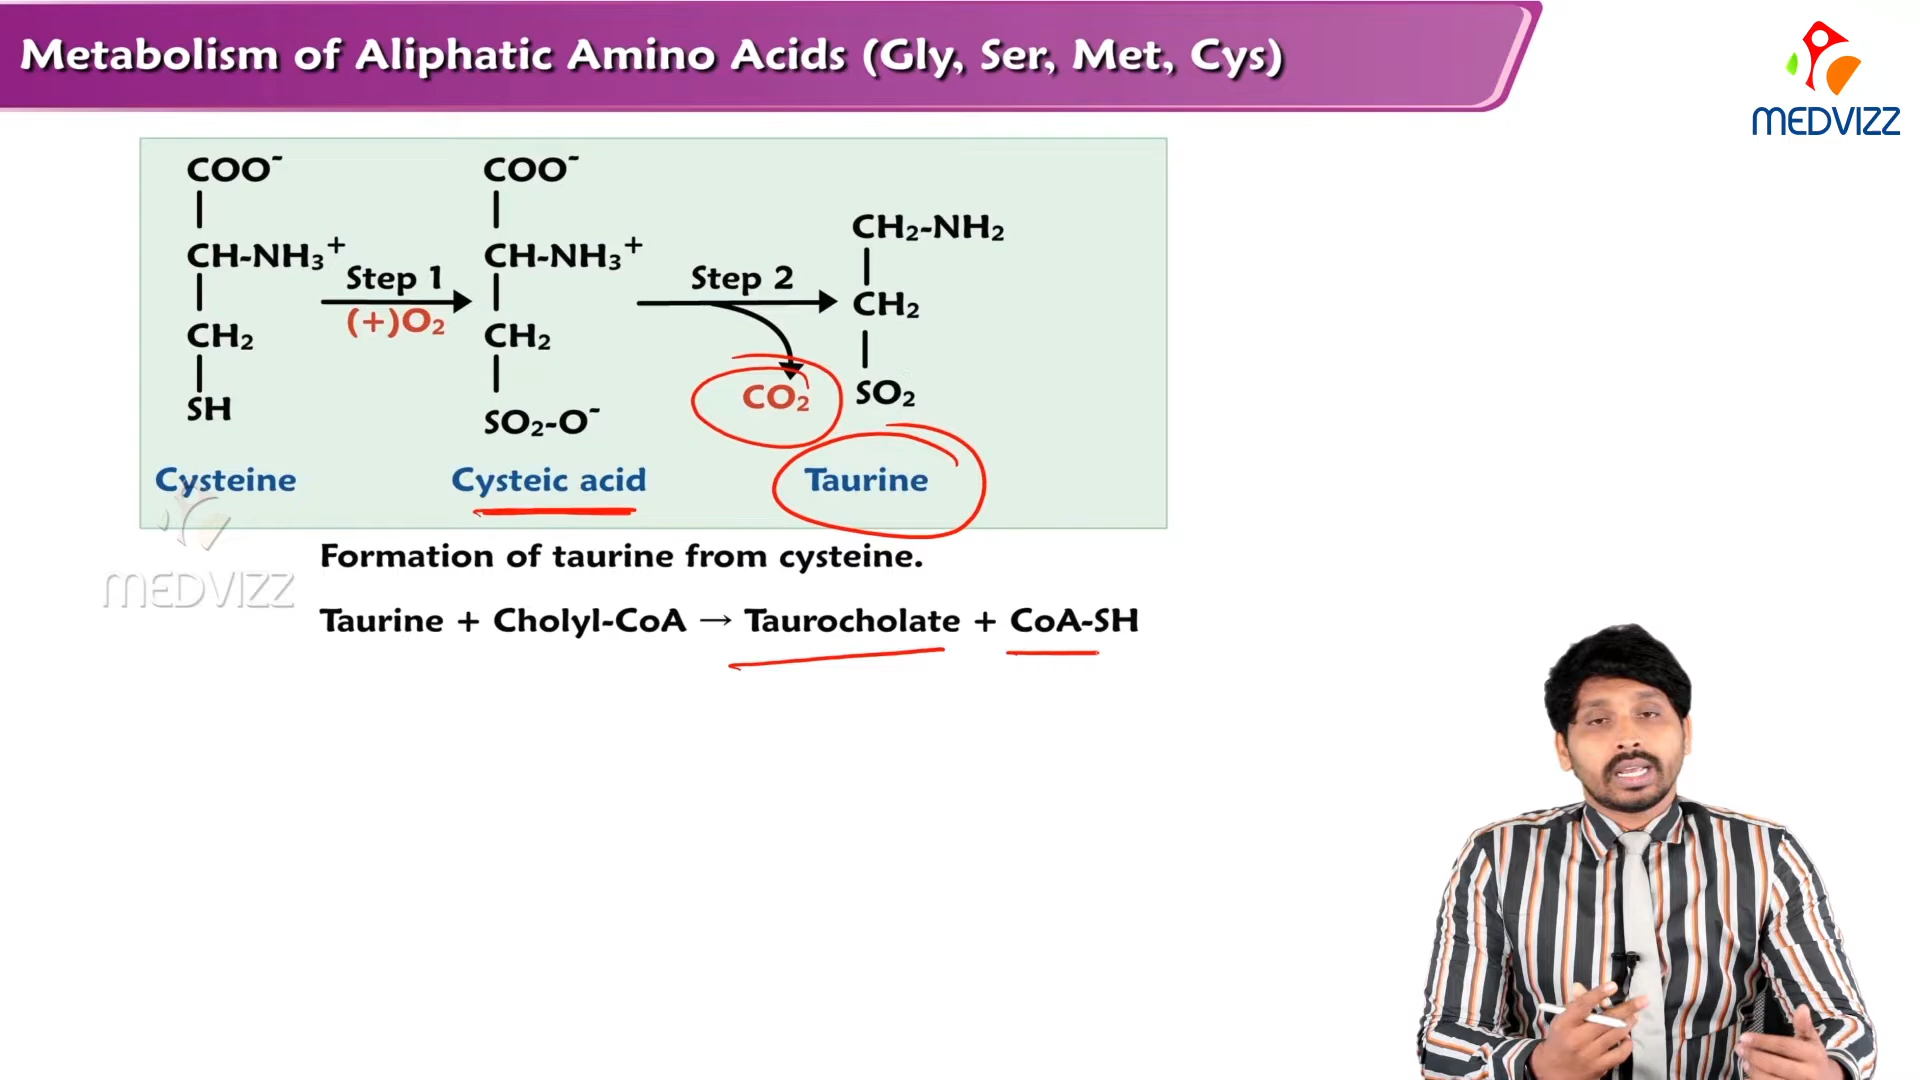 Metabolism of Aliphatic Amino Acids (Gly, Ser, Met, Cys)
MEDVIZZ
COO⁻ COO⁻
CH₂-NH₂
CH-NH₃⁺ CH-NH₃⁺
Step 1 Step 2
CH₂
(+)O₂
CH₂ CH₂
CO₂ SO₂
SH SO₂-O⁻
Cysteine Cysteic acid Taurine
Formation of taurine from cysteine.
MEDVIZZ
Taurine + Cholyl-CoA → Taurocholate + CoA-SH